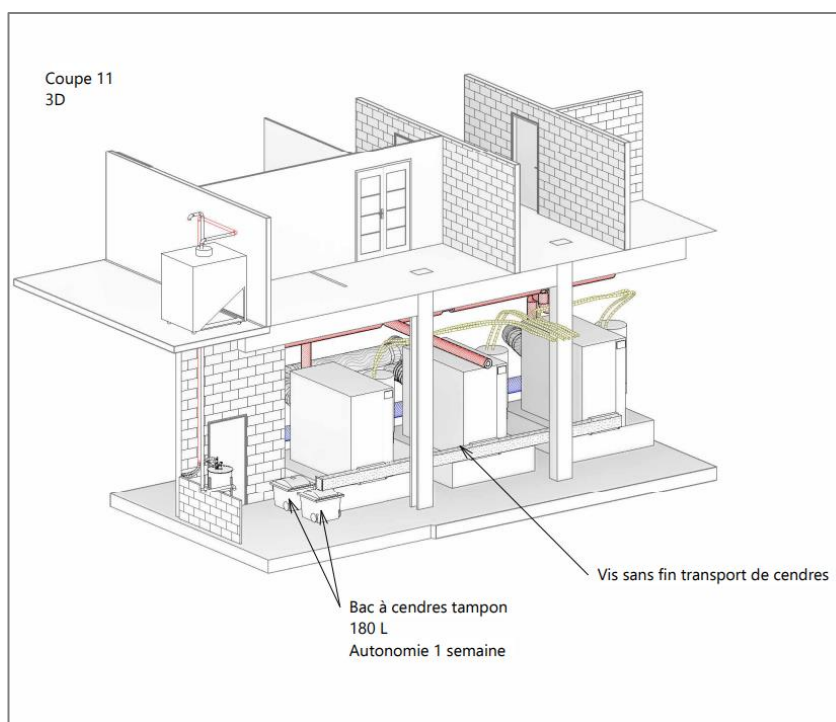 Coupe 11
3D
Vis sans fin transport de cendres
Bac à cendres tampon
180 L
Autonomie 1 semaine